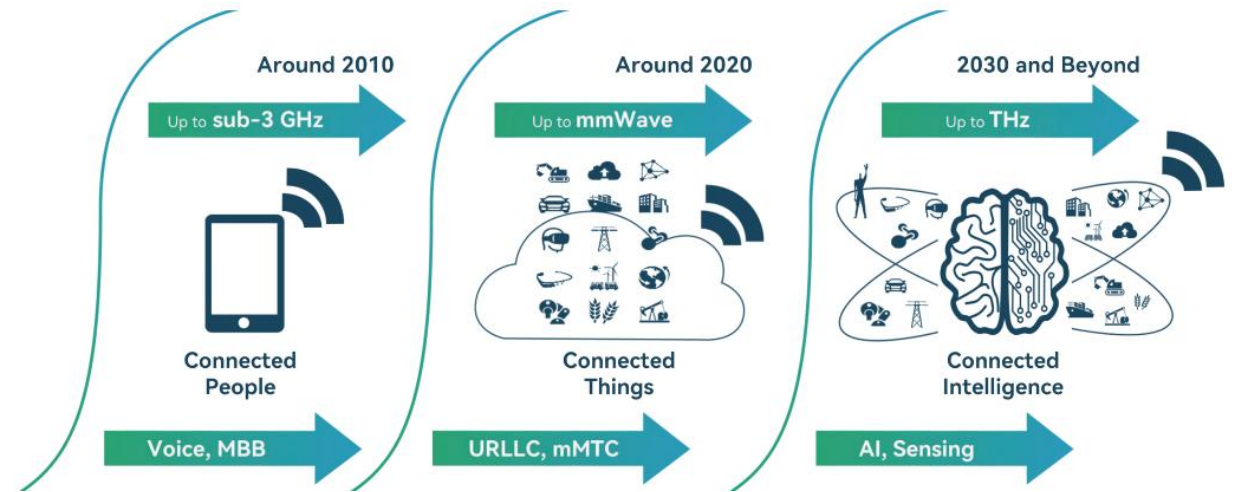 Around 2010
Up to sub-3 GHz
Connected
People
Voice, MBB
Around 2020
Up to mmWave
Connected
Things
URLLC, mMTC
2030 and Beyond
Up to THz
Connected
Intelligence
AI, Sensing